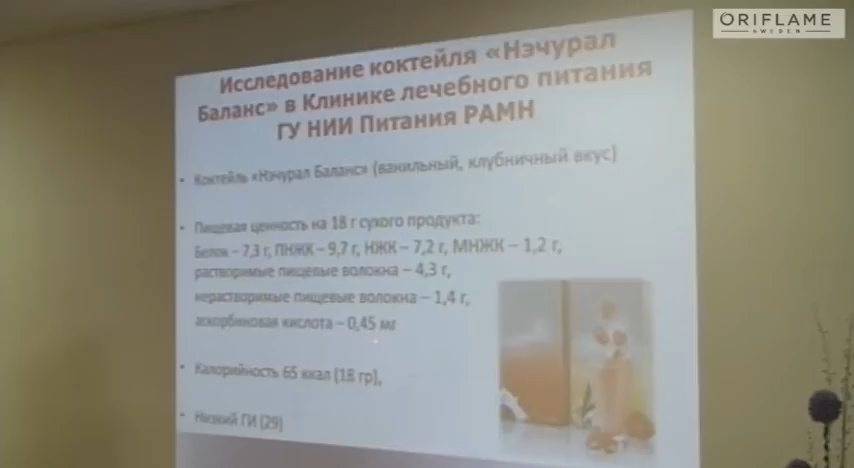 ORIFLAME
SWEDEN
Исследование коктейля «Нэчурал
Баланс» в Клинике лечебного питания
ГУ НИИ Питания РАМН
• Коктейль «Нэчурал Баланс» (ванильный, клубничный вкус)
• Пищевая ценность на 18 г сухого продукта:
Белок – 7,3 г, ПНЖК – 9,7 г, НЖК – 7,2 г, МНЖК – 1,2 г,
растворимые пищевые волокна – 4,3 г,
нерастворимые пищевые волокна – 1,4 г,
аскорбиновая кислота – 0,45 мг
• Калорийность 65 ккал (18 гр),
• Низкий ГИ (29)